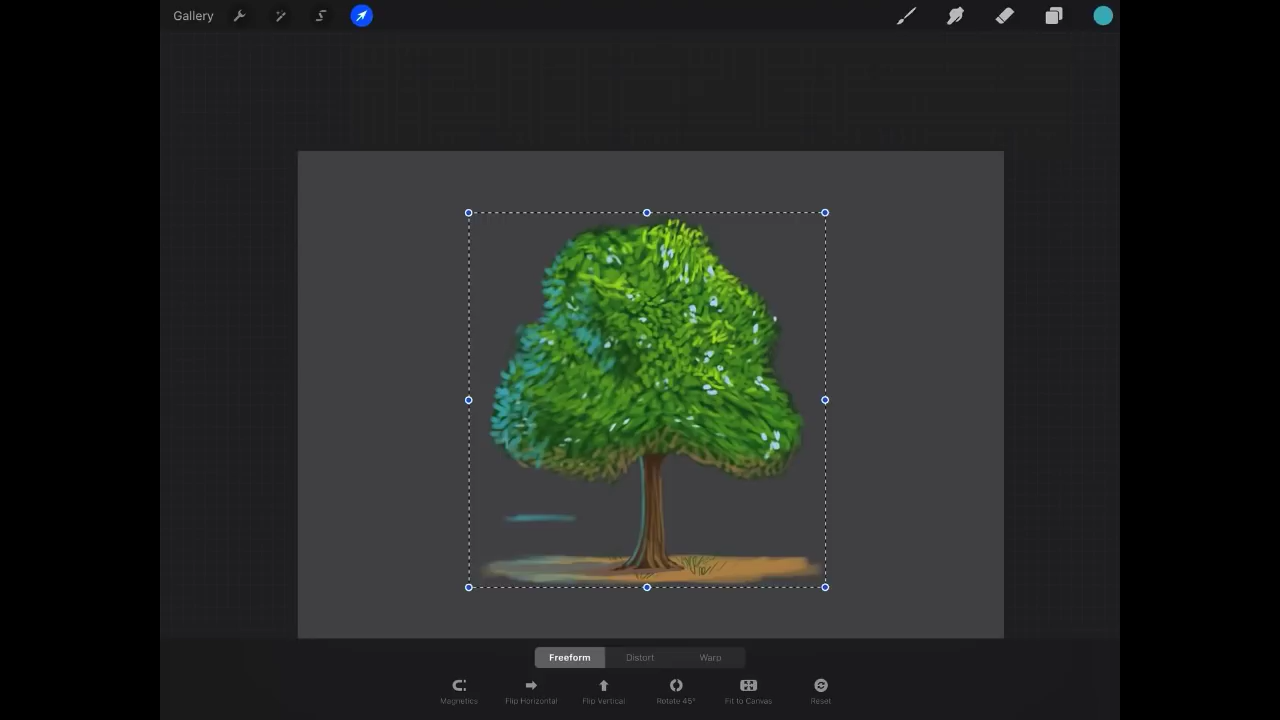 Gallery
Freeform Distort Warp
Magnetics Flip Horizontal Flip Vertical Rotate 45° Fit to Canvas Reset